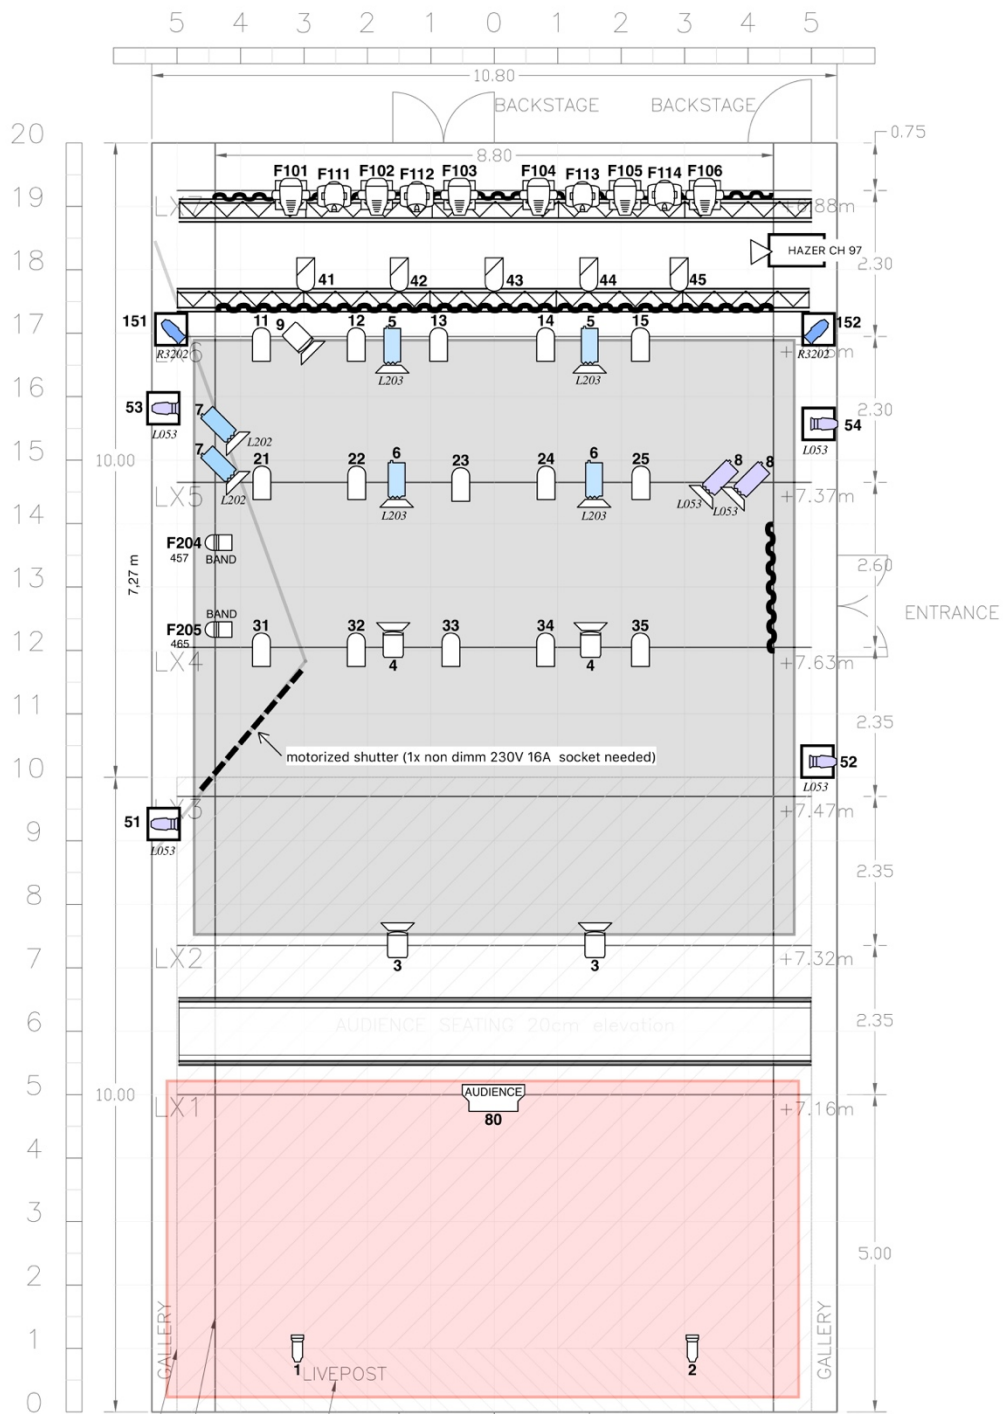 5 4 3 2 1 0 1 2 3 4 5
10.80
BACKSTAGE BACKSTAGE
20
0.75
8.80
F101 F111 F102 F112 F103 F104 F113 F105 F114 F106
19
18
HAZER CH 97
2.30
41 42 43 44 45
17
151 11 9 12 5 13 14 5 15 152
R3202 LX6 R3202
L203 L203
16
2.30
53 7 54
L053 L202 L053
15
10.00
7 21 22 6 23 24 6 25 8 8
L202 L053 L053
LX5 +7.37m
L203 L203
14
F204
457 BAND
7,27 m
13
2.60
BAND
F205
465
ENTRANCE
12
31 32 33 34 35
LX4 4 4 +7.63m
11
2.35
motorized shutter (1x non dimm 230V 16A socket needed)
10
52
L053
LX3 +7.47m
9
51
L053
2.35
8
7
LX2 3 3 +7.32m
6
AUDIENCE SEATING 20cm elevation
2.35
5
10.00
AUDIENCE
80
LX1 +7.16m
4
3
5.00
2
1
GALLERY GALLERY
1 2
LIVEPOST
0